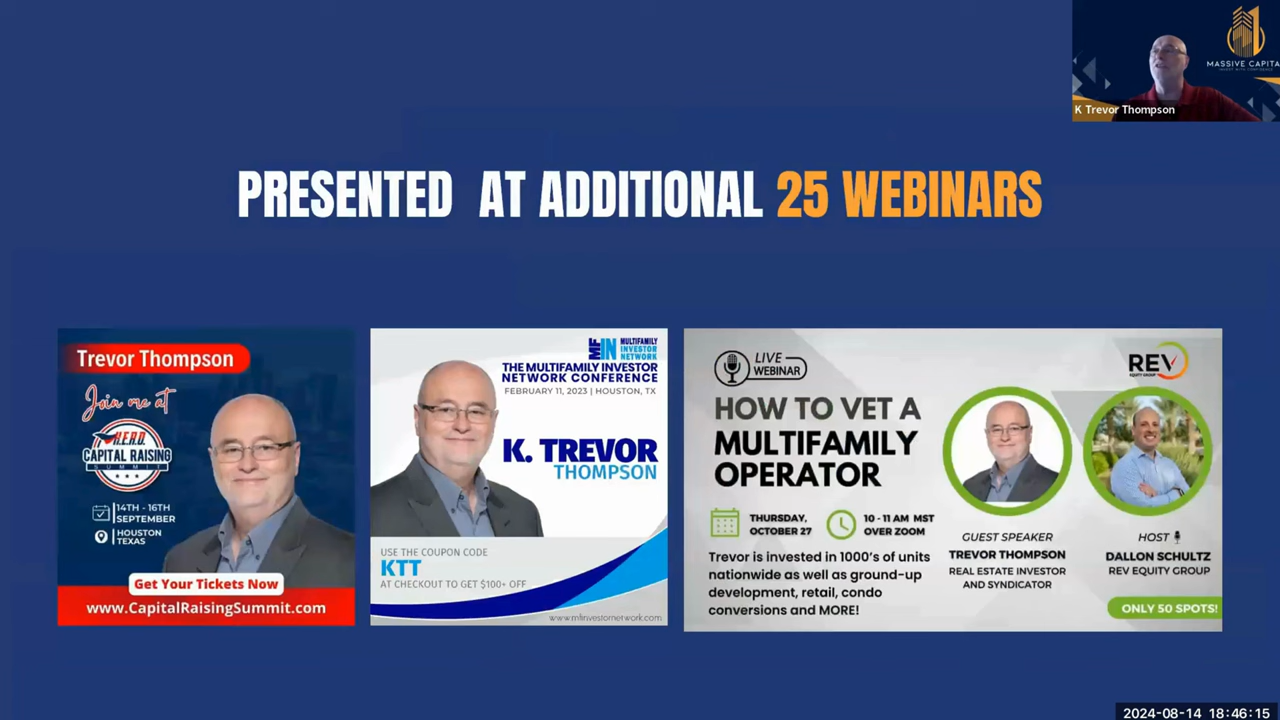 MASSIVE CAPITA
INVEST WITH CONFIDENCE
K Trevor Thompson
PRESENTED AT ADDITIONAL 25 WEBINARS
Trevor Thompson
Join me at
H.E.R.D.
CAPITAL RAISING
SUMMIT
14TH - 16TH
SEPTEMBER
HOUSTON
TEXAS
Get Your Tickets Now
www.CapitalRaisingSummit.com
MFIN
MULTIFAMILY
INVESTOR
NETWORK
THE MULTIFAMILY INVESTOR
NETWORK CONFERENCE
FEBRUARY 11, 2023 | HOUSTON, TX
K. TREVOR
THOMPSON
USE THE COUPON CODE
KTT
AT CHECKOUT TO GET $100+ OFF
www.mfinvestornetwork.com
LIVE
WEBINAR
REV
EQUITY GROUP
HOW TO VET A
MULTIFAMILY
OPERATOR
THURSDAY,
OCTOBER 27
10 - 11 AM MST
OVER ZOOM
Trevor is invested in 1000's of units
nationwide as well as ground-up
development, retail, condo
conversions and MORE!
GUEST SPEAKER
TREVOR THOMPSON
REAL ESTATE INVESTOR
AND SYNDICATOR
HOST
DALLON SCHULTZ
REV EQUITY GROUP
ONLY 50 SPOTS!
2024-08-14 18:46:15